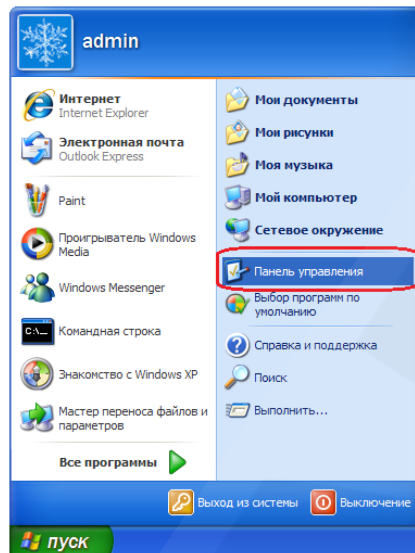 admin
Интернет
Internet Explorer
Электронная почта
Outlook Express
Paint
Проигрыватель Windows
Media
Windows Messenger
C:\_
Командная строка
Знакомство с Windows XP
Мастер переноса файлов и
параметров
Все программы
Мои документы
Мои рисунки
Моя музыка
Мой компьютер
Сетевое окружение
Панель управления
Выбор программ по
умолчанию
Справка и поддержка
Поиск
Выполнить...
Выход из системы
Выключение
пуск